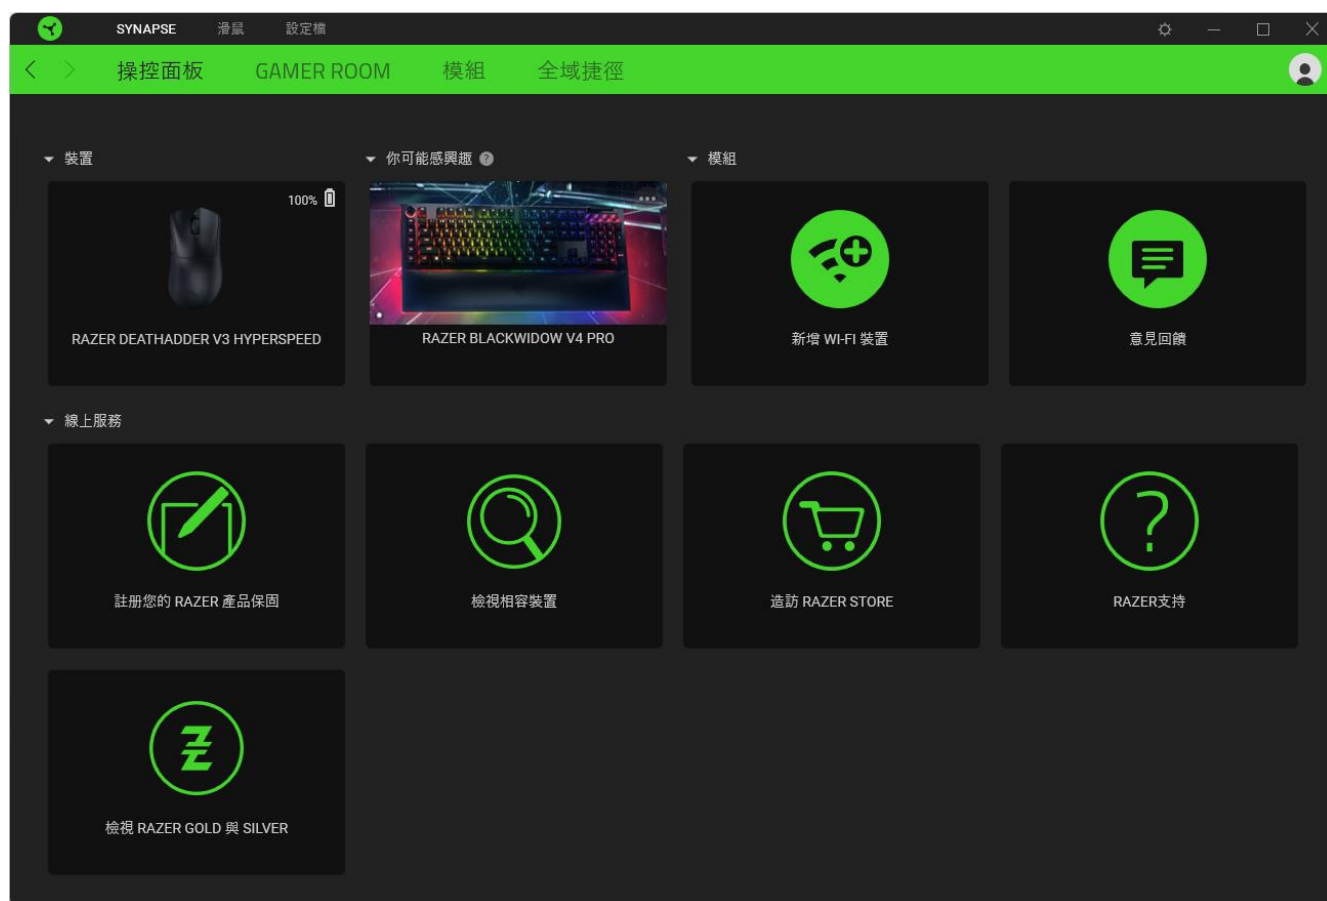 SYNAPSE 滑鼠 設定檔
操控面板 GAMER ROOM 模組 全域捷徑
裝置
100%
RAZER DEATHADDER V3 HYPERSPEED
你可能感興趣 ?
RAZER BLACKWIDOW V4 PRO
模組
新增 WI-FI 裝置
意見回饋
線上服務
註册您的 RAZER 產品保固
檢視相容裝置
造訪 RAZER STORE
RAZER支持
檢視 RAZER GOLD 與 SILVER